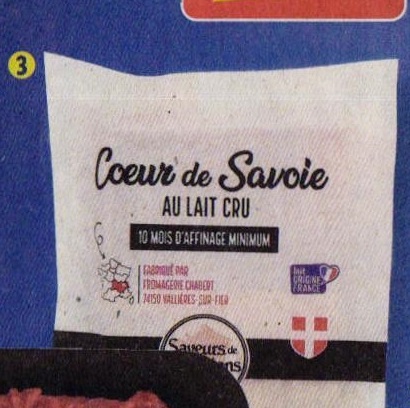 3
Coeur de Savoie
AU LAIT CRU
10 MOIS D'AFFINAGE MINIMUM
FABRIQUÉ PAR
FROMAGERIE CHABERT
74150 VALLIÈRES-SUR-FIER
lait
ORIGINE
FRANCE
Saveurs de